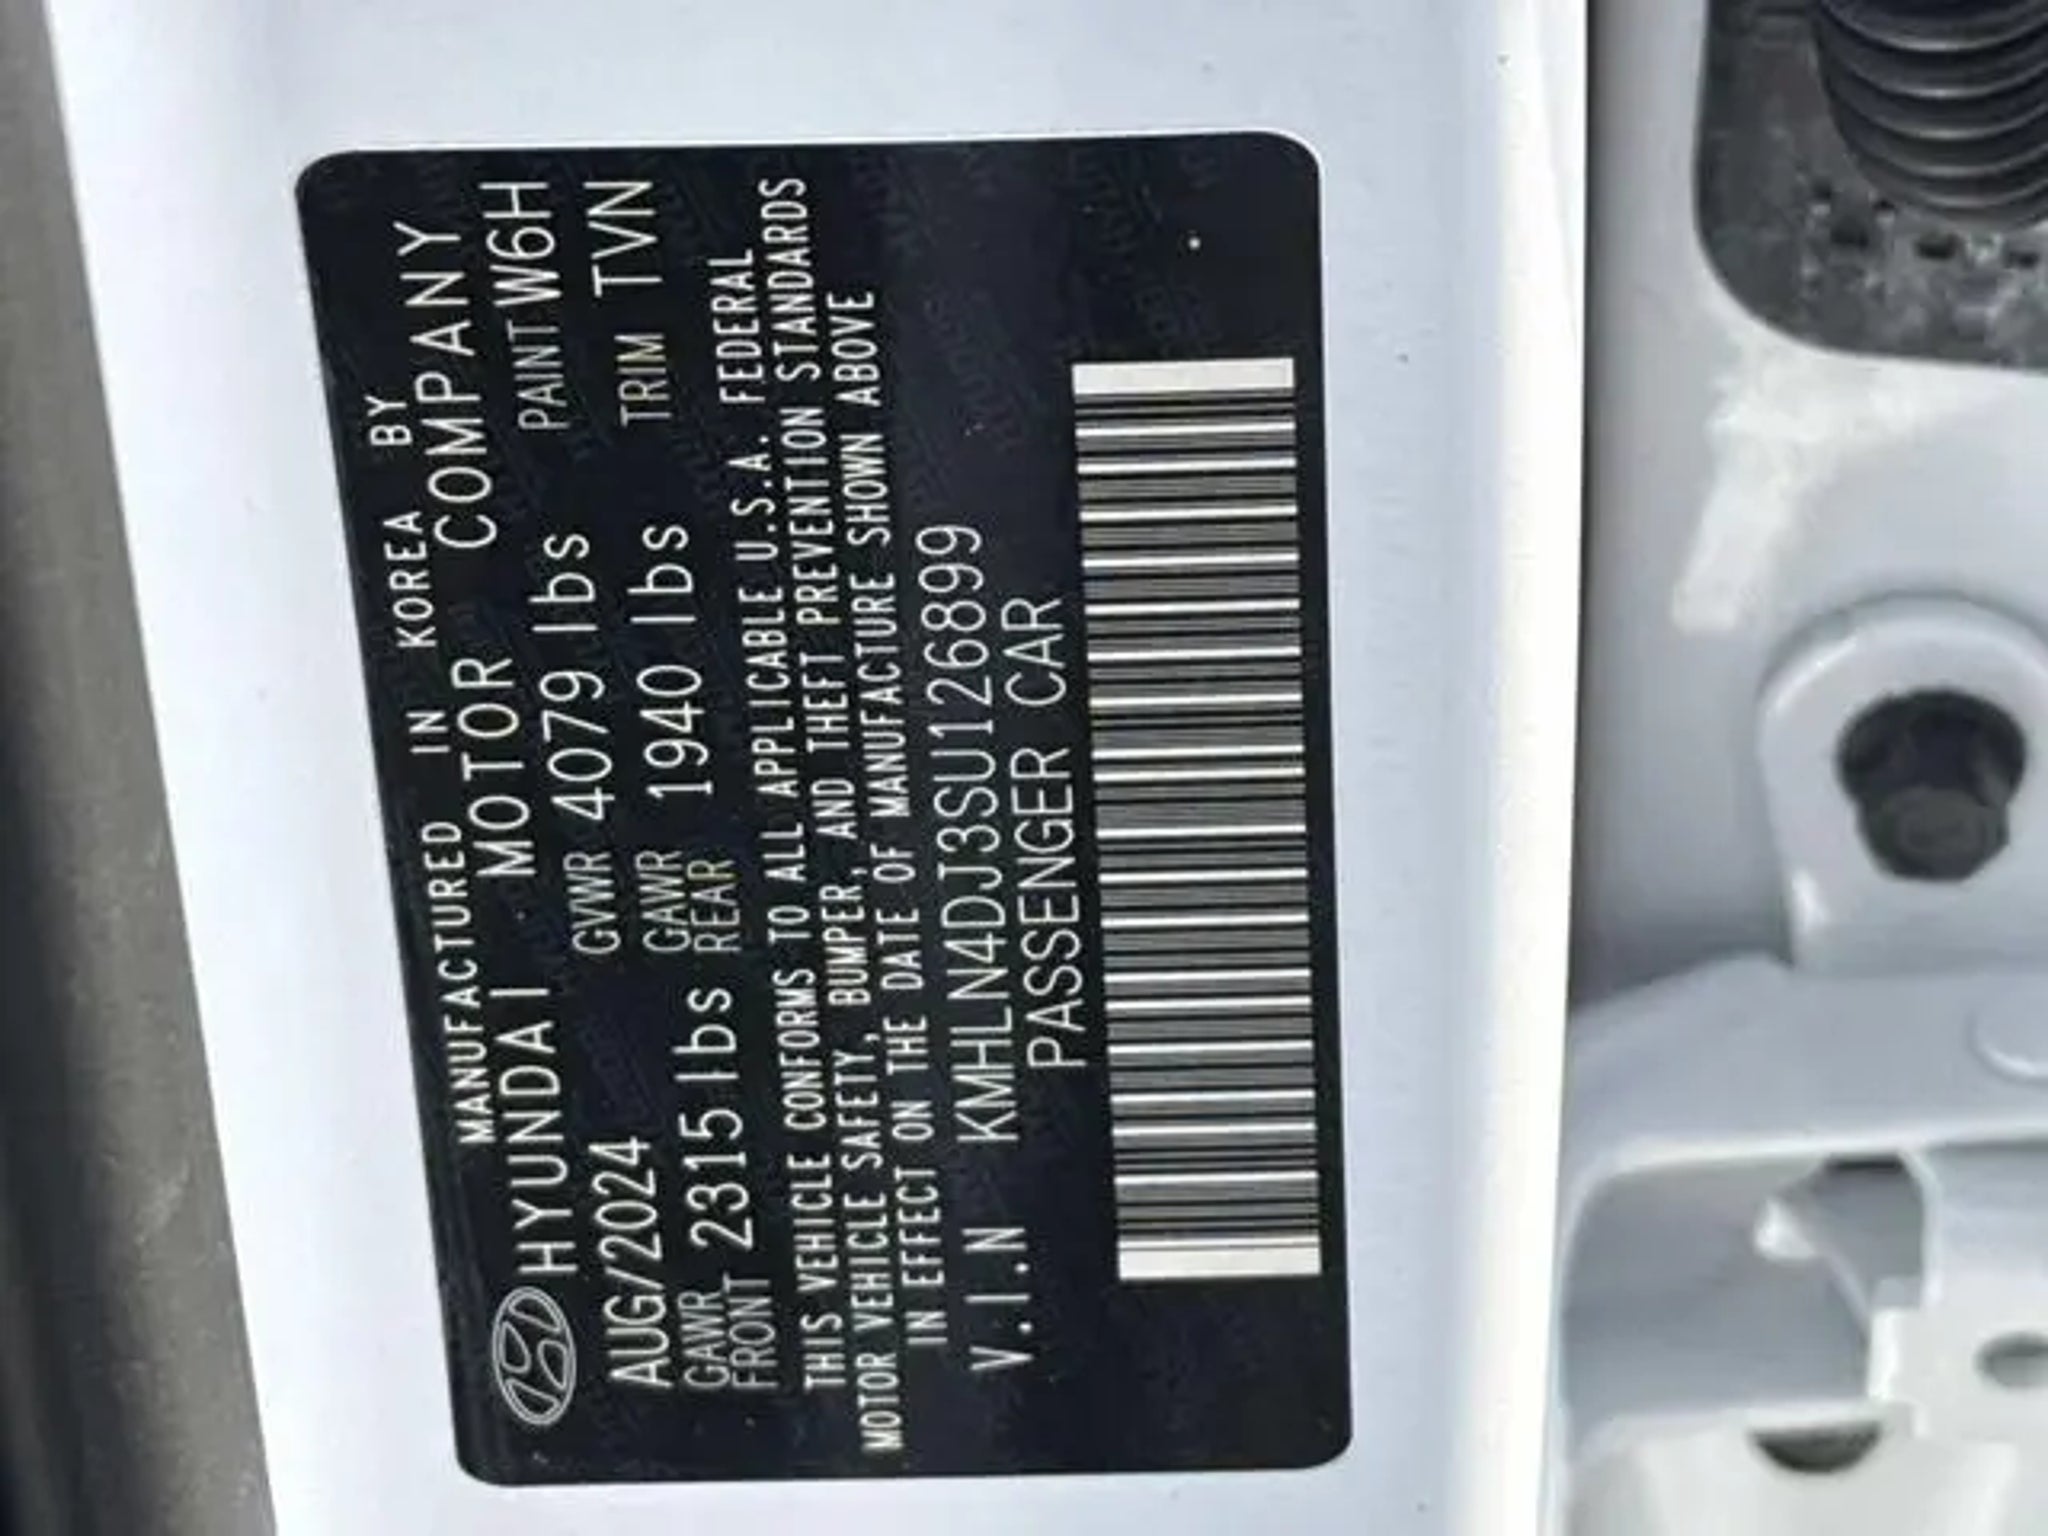 MANUFACTURED IN KOREA BY
HYUNDAI MOTOR COMPANY
AUG/2024 GVWR 4079 lbs PAINT W6H
GAWR FRONT 2315 lbs GAWR REAR 1940 lbs TRIM TVN
THIS VEHICLE CONFORMS TO ALL APPLICABLE U.S.A. FEDERAL
MOTOR VEHICLE SAFETY, BUMPER, AND THEFT PREVENTION STANDARDS
IN EFFECT ON THE DATE OF MANUFACTURE SHOWN ABOVE
V.I.N KMHLN4DJ3SU126899
PASSENGER CAR